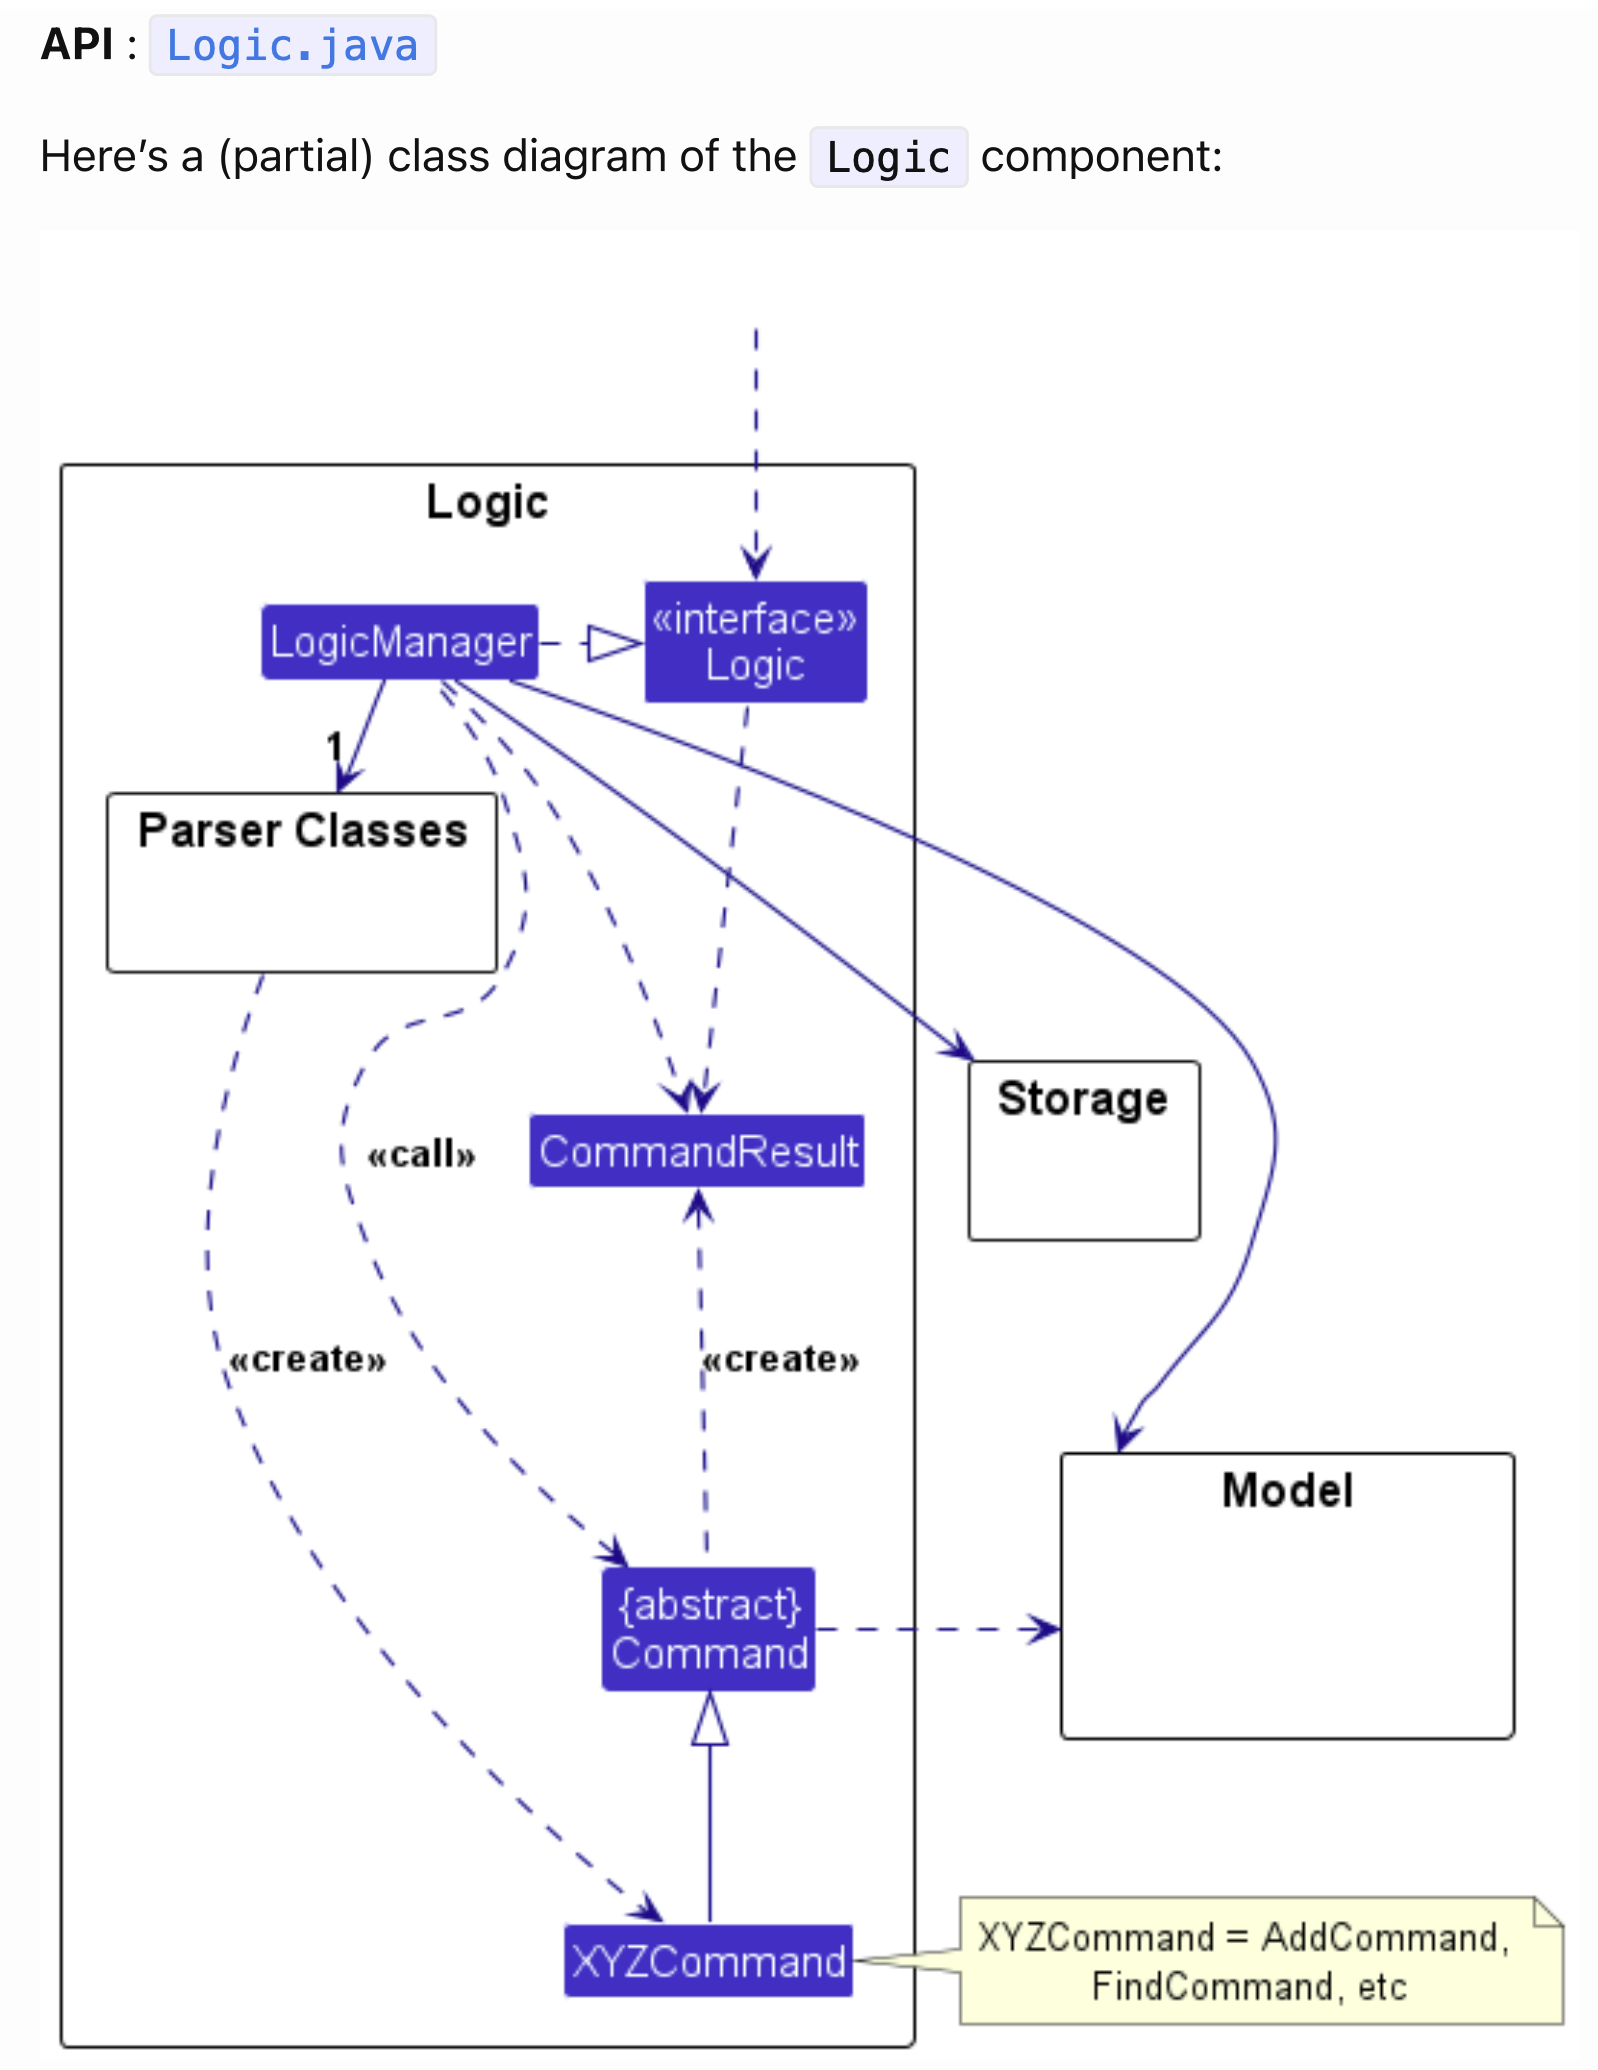 API : Logic.java
Here’s a (partial) class diagram of the Logic component:
Logic
LogicManager
«interface»
Logic
1
Parser Classes
Storage
«call»
CommandResult
«create»
«create»
Model
{abstract}
Command
XYZCommand
XYZCommand = AddCommand,
FindCommand, etc